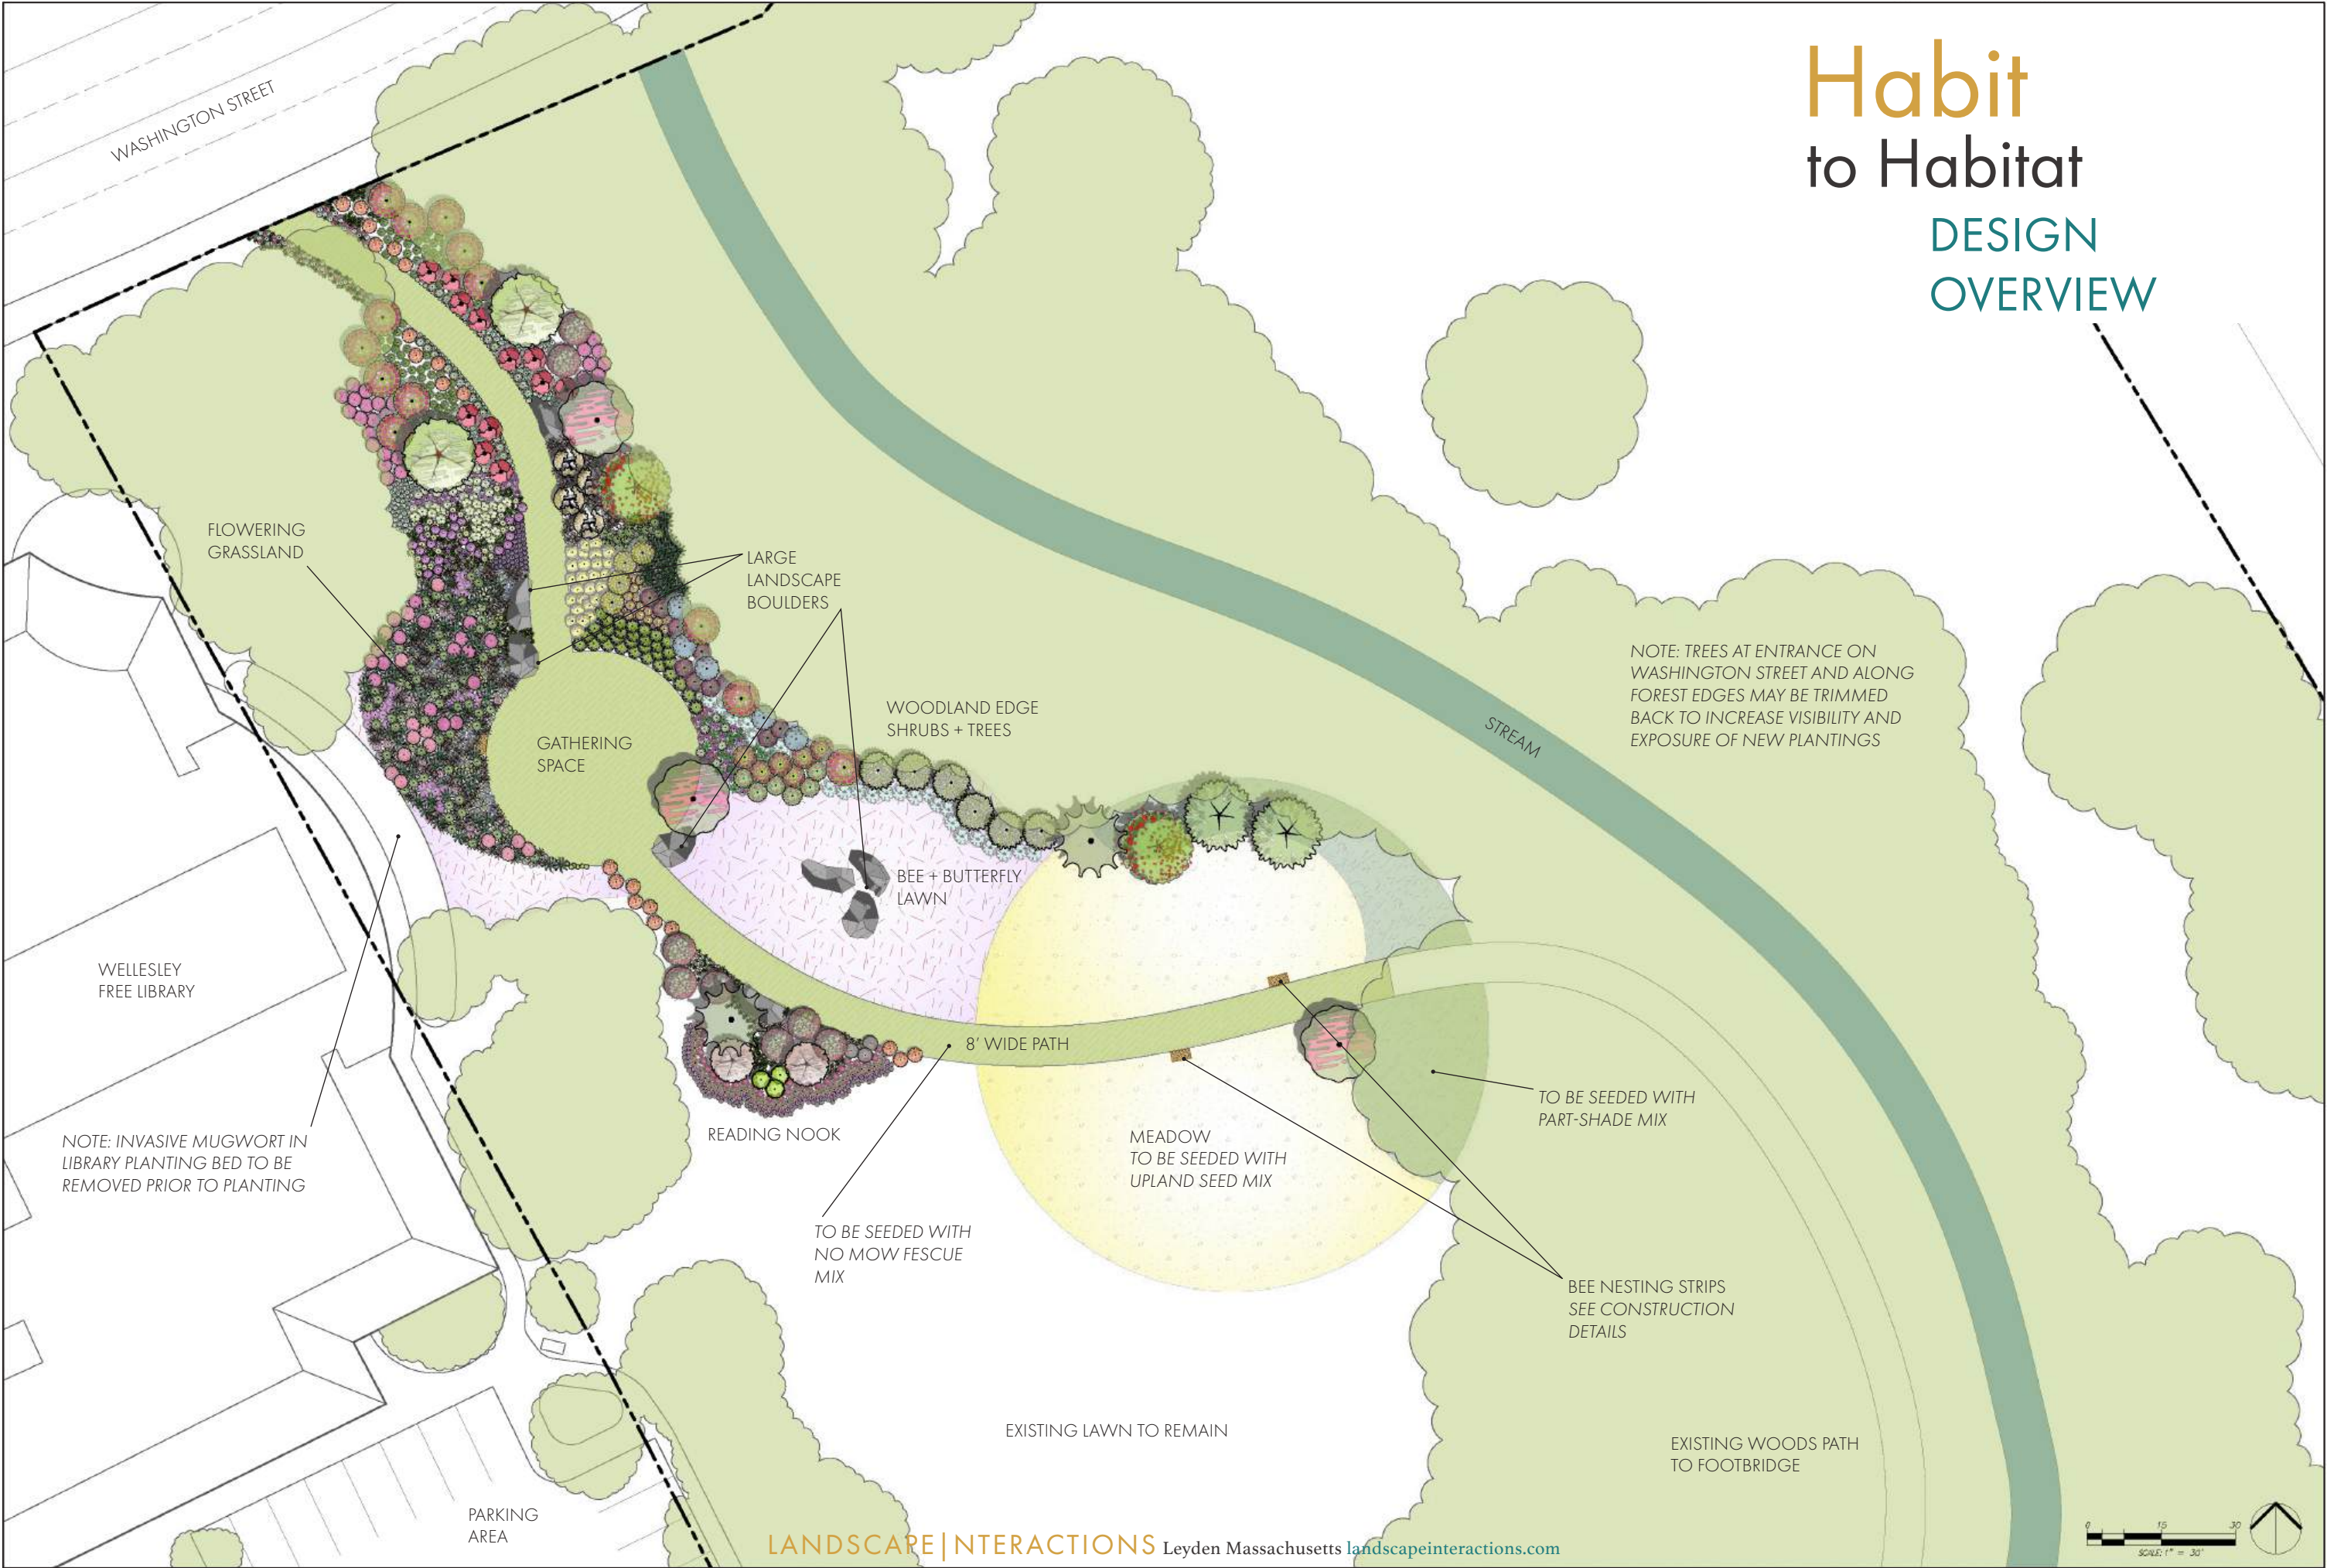 Habit
to Habitat
DESIGN
OVERVIEW
WASHINGTON STREET
FLOWERING
GRASSLAND
LARGE
LANDSCAPE
BOULDERS
WOODLAND EDGE
SHRUBS + TREES
GATHERING
SPACE
NOTE: TREES AT ENTRANCE ON
WASHINGTON STREET AND ALONG
FOREST EDGES MAY BE TRIMMED
BACK TO INCREASE VISIBILITY AND
EXPOSURE OF NEW PLANTINGS
STREAM
BEE + BUTTERFLY
LAWN
WELLESLEY
FREE LIBRARY
8' WIDE PATH
NOTE: INVASIVE MUGWORT IN
LIBRARY PLANTING BED TO BE
REMOVED PRIOR TO PLANTING
READING NOOK
MEADOW
TO BE SEEDED WITH
UPLAND SEED MIX
TO BE SEEDED WITH
PART-SHADE MIX
TO BE SEEDED WITH
NO MOW FESCUE
MIX
BEE NESTING STRIPS
SEE CONSTRUCTION
DETAILS
EXISTING LAWN TO REMAIN
EXISTING WOODS PATH
TO FOOTBRIDGE
PARKING
AREA
0 15 30
SCALE: 1" = 30'
LANDSCAPE|NTERACTIONS Leyden Massachusetts landscapeinteractions.com